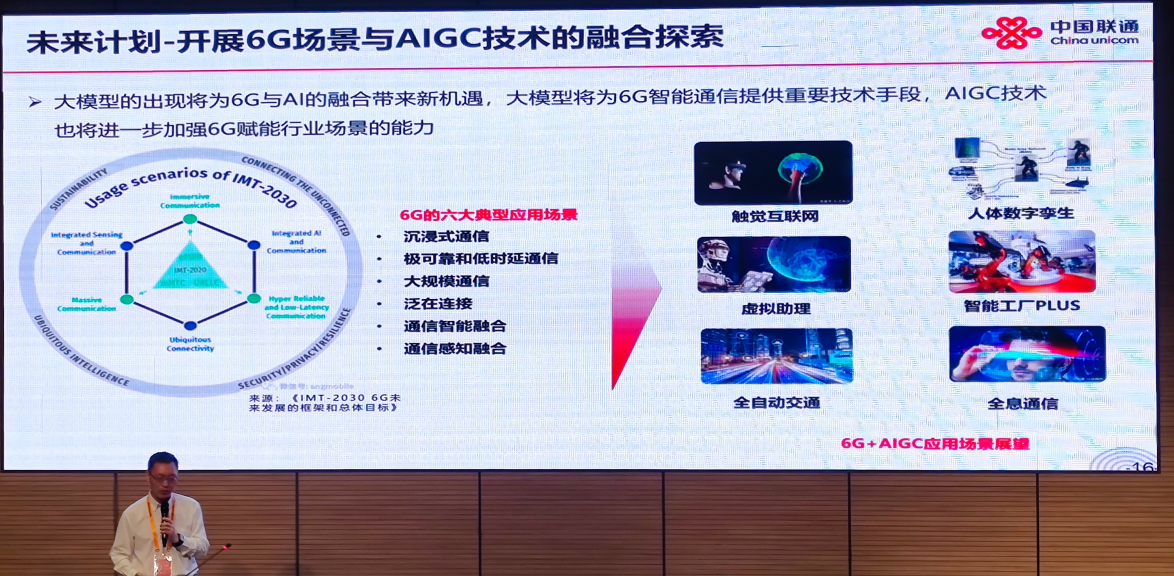 未来计划-开展6G场景与AIGC技术的融合探索
中国联通
China unicom
➢ 大模型的出现将为6G与AI的融合带来新机遇，大模型将为6G智能通信提供重要技术手段，AIGC技术
也将进一步加强6G赋能行业场景的能力
Usage scenarios of IMT-2030
SUSTAINABILITY
CONNECTING THE UNCONNECTED
UBIQUITOUS INTELLIGENCE
SECURITY/PRIVACY/RESILIENCE
Immersive
Communication
Integrated Sensing
and
Communication
Integrated AI
and
Communication
IMT-2020
mMTC URLLC
Massive
Communication
Hyper Reliable
and Low-Latency
Communication
Ubiquitous
Connectivity
微信号: angmobile
来源：《IMT-2030 6G未
来发展的框架和总体目标》
6G的六大典型应用场景
• 沉浸式通信
• 极可靠和低时延通信
• 大规模通信
• 泛在连接
• 通信智能融合
• 通信感知融合
触觉互联网
人体数字孪生
虚拟助理
智能工厂PLUS
全自动交通
全息通信
6G+AIGC应用场景展望
-16-